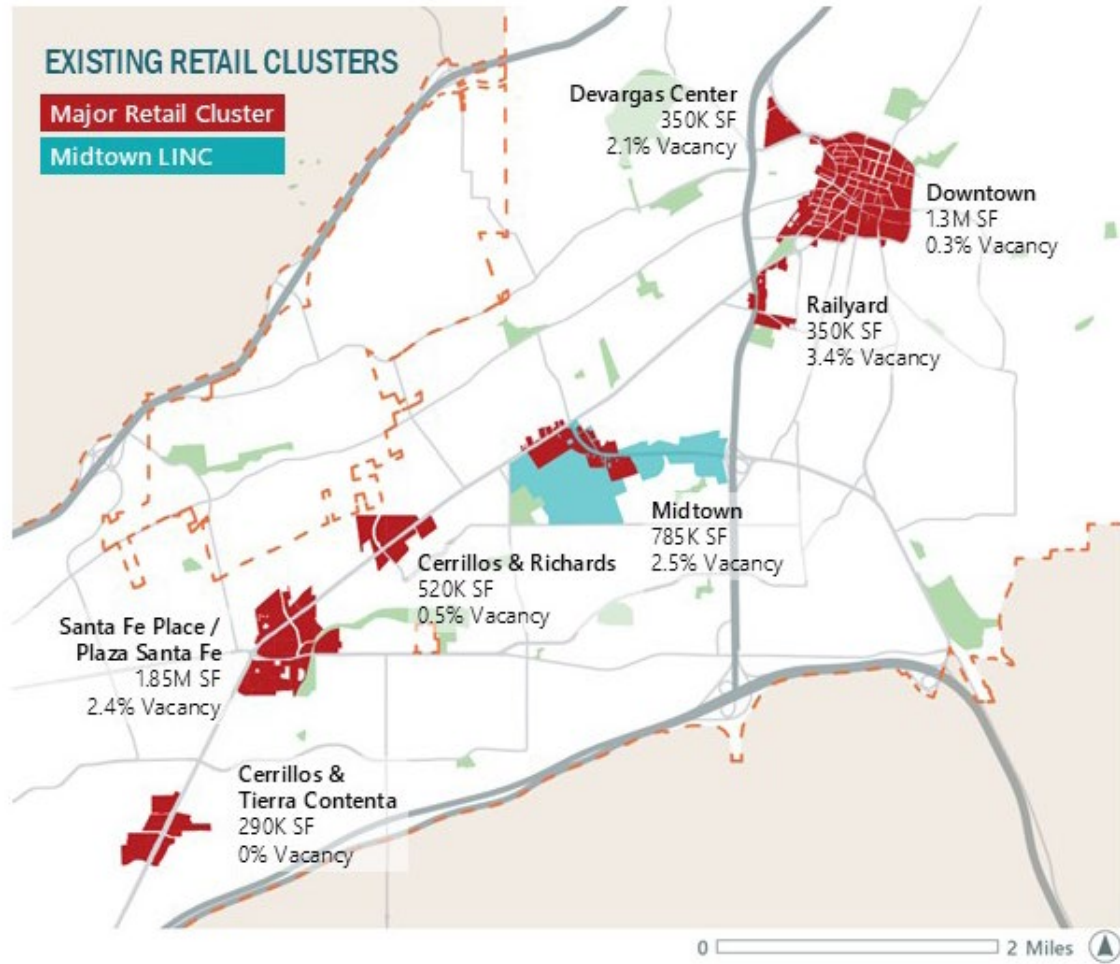 EXISTING RETAIL CLUSTERS
Major Retail Cluster
Midtown LINC
Devargas Center
350K SF
2.1% Vacancy
Downtown
1.3M SF
0.3% Vacancy
Railyard
350K SF
3.4% Vacancy
Midtown
785K SF
2.5% Vacancy
Cerrillos & Richards
520K SF
0.5% Vacancy
Santa Fe Place /
Plaza Santa Fe
1.85M SF
2.4% Vacancy
Cerrillos &
Tierra Contenta
290K SF
0% Vacancy
0 2 Miles